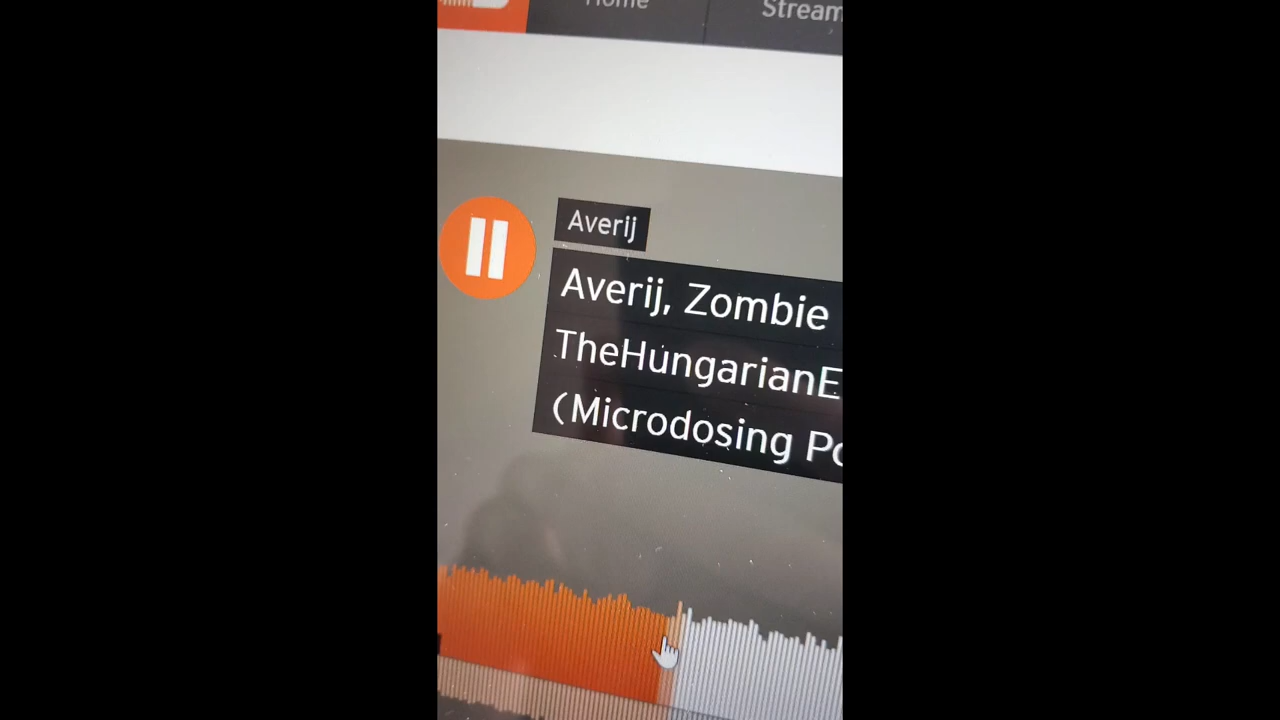 Home Stream
Averij
Averij, Zombie
TheHungarianE
(Microdosing Po